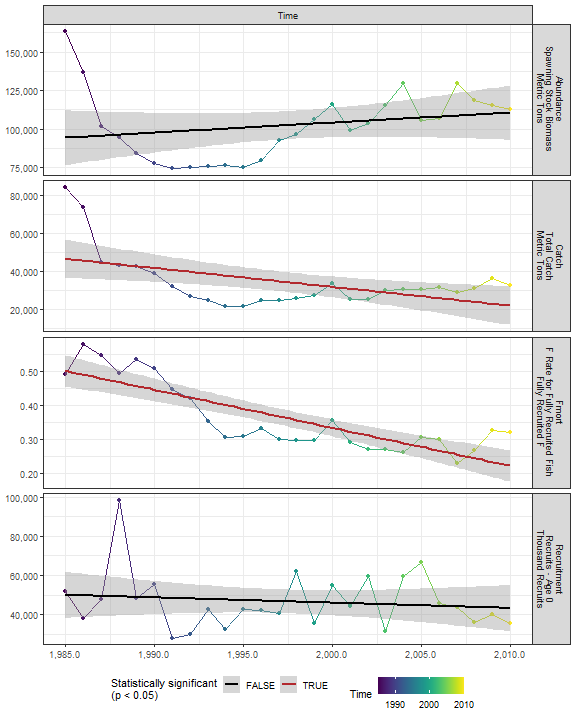 Time
150,000
125,000
100,000
75,000
Abundance
Spawning Stock Biomass
Metric Tons
80,000
60,000
40,000
20,000
Catch
Total Catch
Metric Tons
0.50
0.40
0.30
0.20
Fmort
F Rate for Fully Recruited Fish
Fully Recruited F
100,000
80,000
60,000
40,000
Recruitment
Recruits - Age 0
Thousand Recruits
1,985.0 1,990.0 1,995.0 2,000.0 2,005.0 2,010.0
Statistically significant
(p < 0.05)
FALSE TRUE
Time
1990 2000 2010